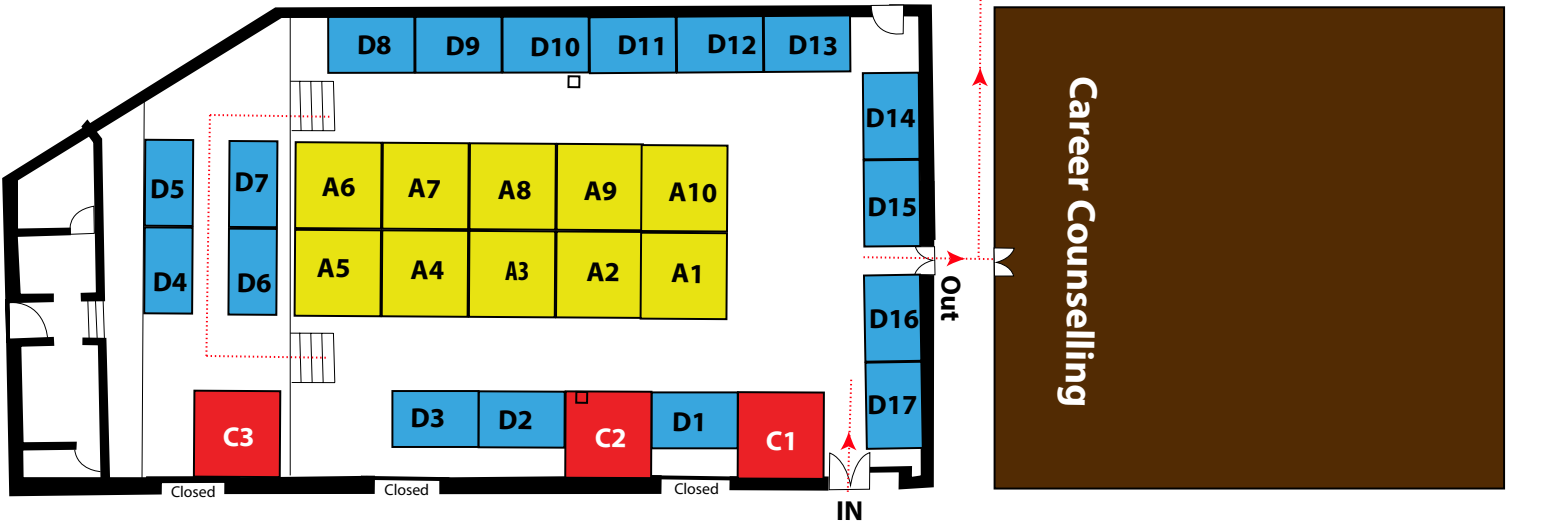 D8
D9
D10
D11
D12
D13
D14
D15
D5
D7
A6
A7
A8
A9
A10
D4
D6
A5
A4
A3
A2
A1
Out
D16
D17
Career Counselling
C3
D3
D2
C2
D1
C1
Closed
Closed
Closed
IN